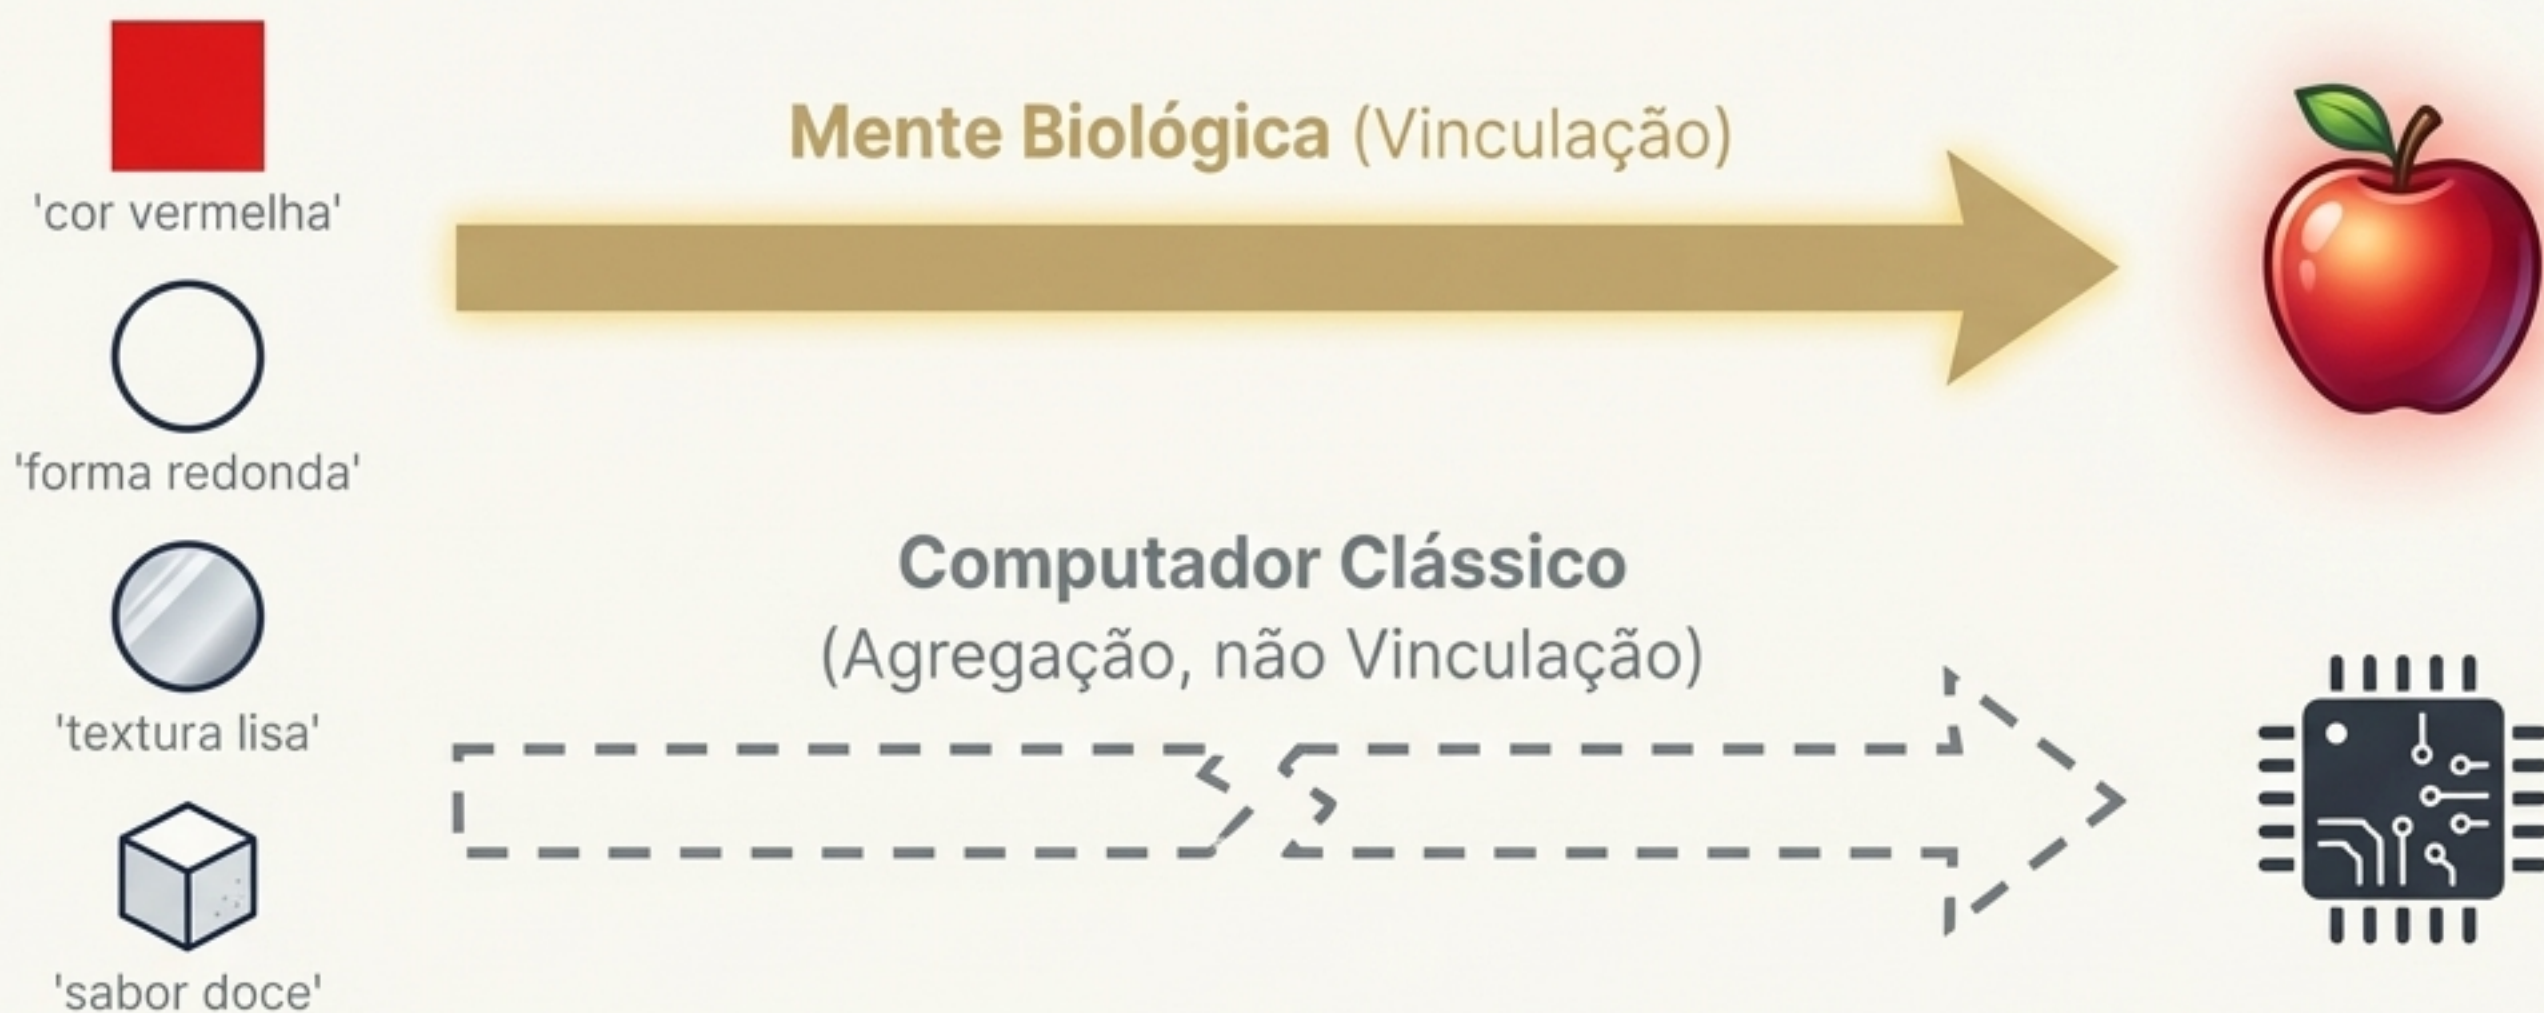 'cor vermelha'
'forma redonda'
'textura lisa'
'sabor doce'
Mente Biológica (Vinculação)
Computador Clássico
(Agregação, não Vinculação)